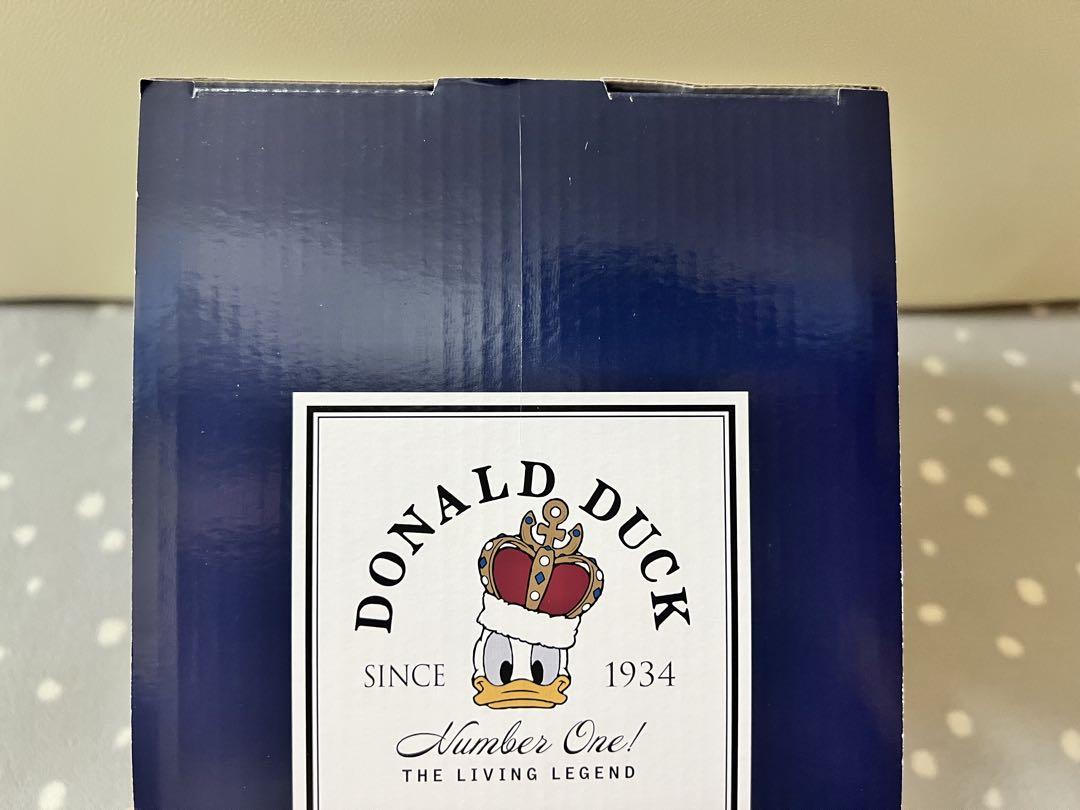 DONALD DUCK
SINCE 1934
Number One!
THE LIVING LEGEND